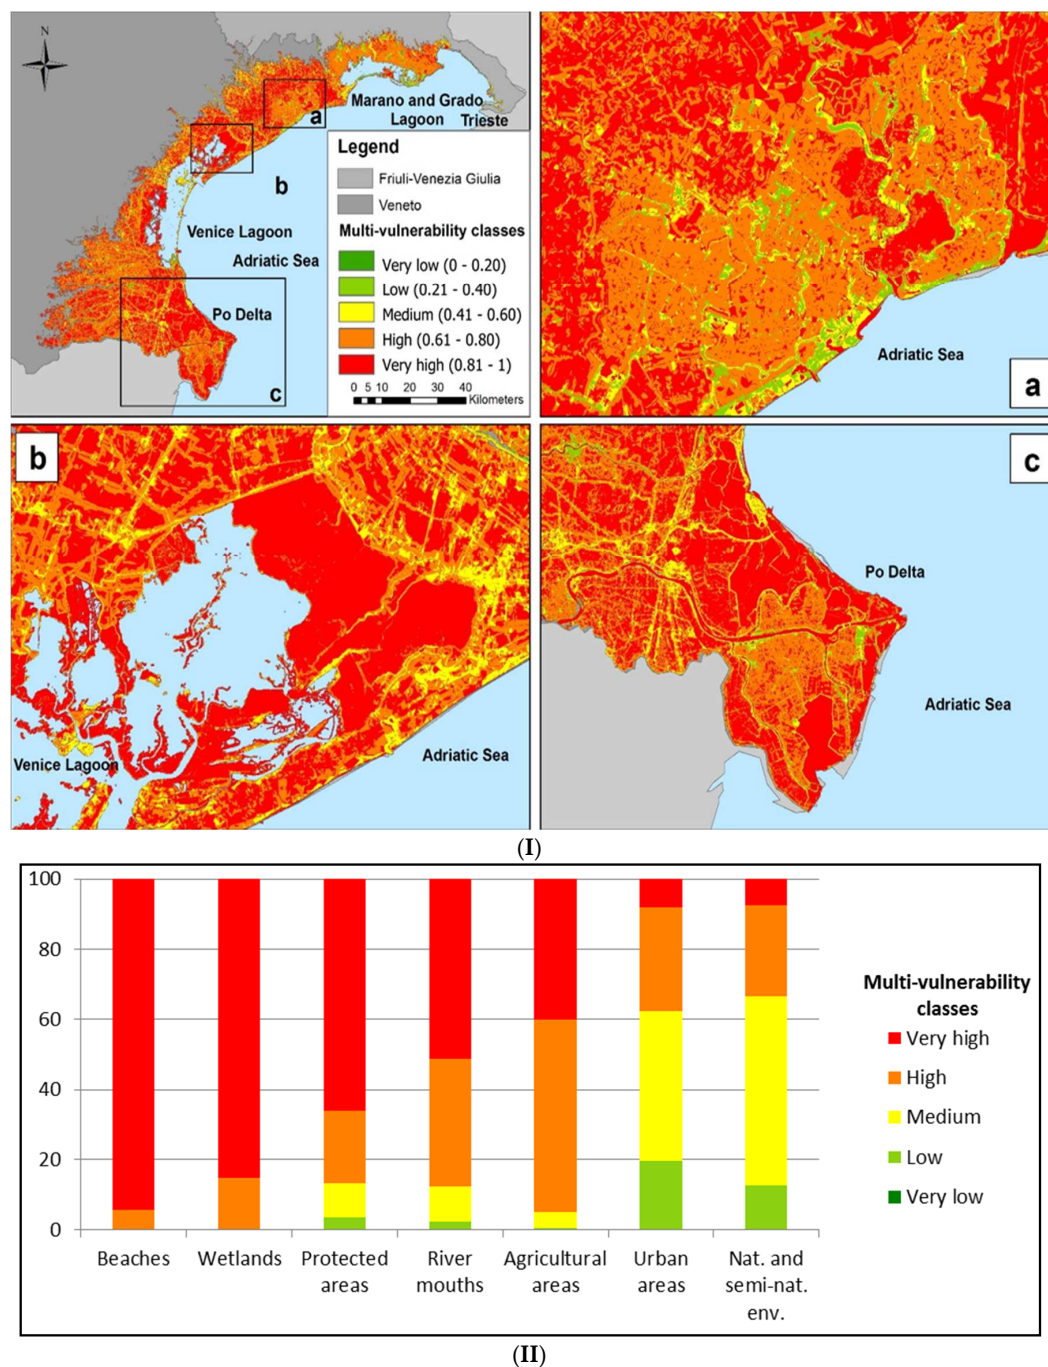 N
Marano and Grado
Lagoon Trieste
a
b
Venice Lagoon
Adriatic Sea
Po Delta
c
Legend
Friuli-Venezia Giulia
Veneto
Multi-vulnerability classes
Very low (0 - 0.20)
Low (0.21 - 0.40)
Medium (0.41 - 0.60)
High (0.61 - 0.80)
Very high (0.81 - 1)
0 5 10 20 30 40
Kilometers
Adriatic Sea
a
b
Venice Lagoon
Adriatic Sea
c
Po Delta
Adriatic Sea
(I)
100
80
60
40
20
0
Beaches
Wetlands
Protected
areas
River
mouths
Agricultural
areas
Urban
areas
Nat. and
semi-nat.
env.
Multi-vulnerability
classes
Very high
High
Medium
Low
Very low
(II)